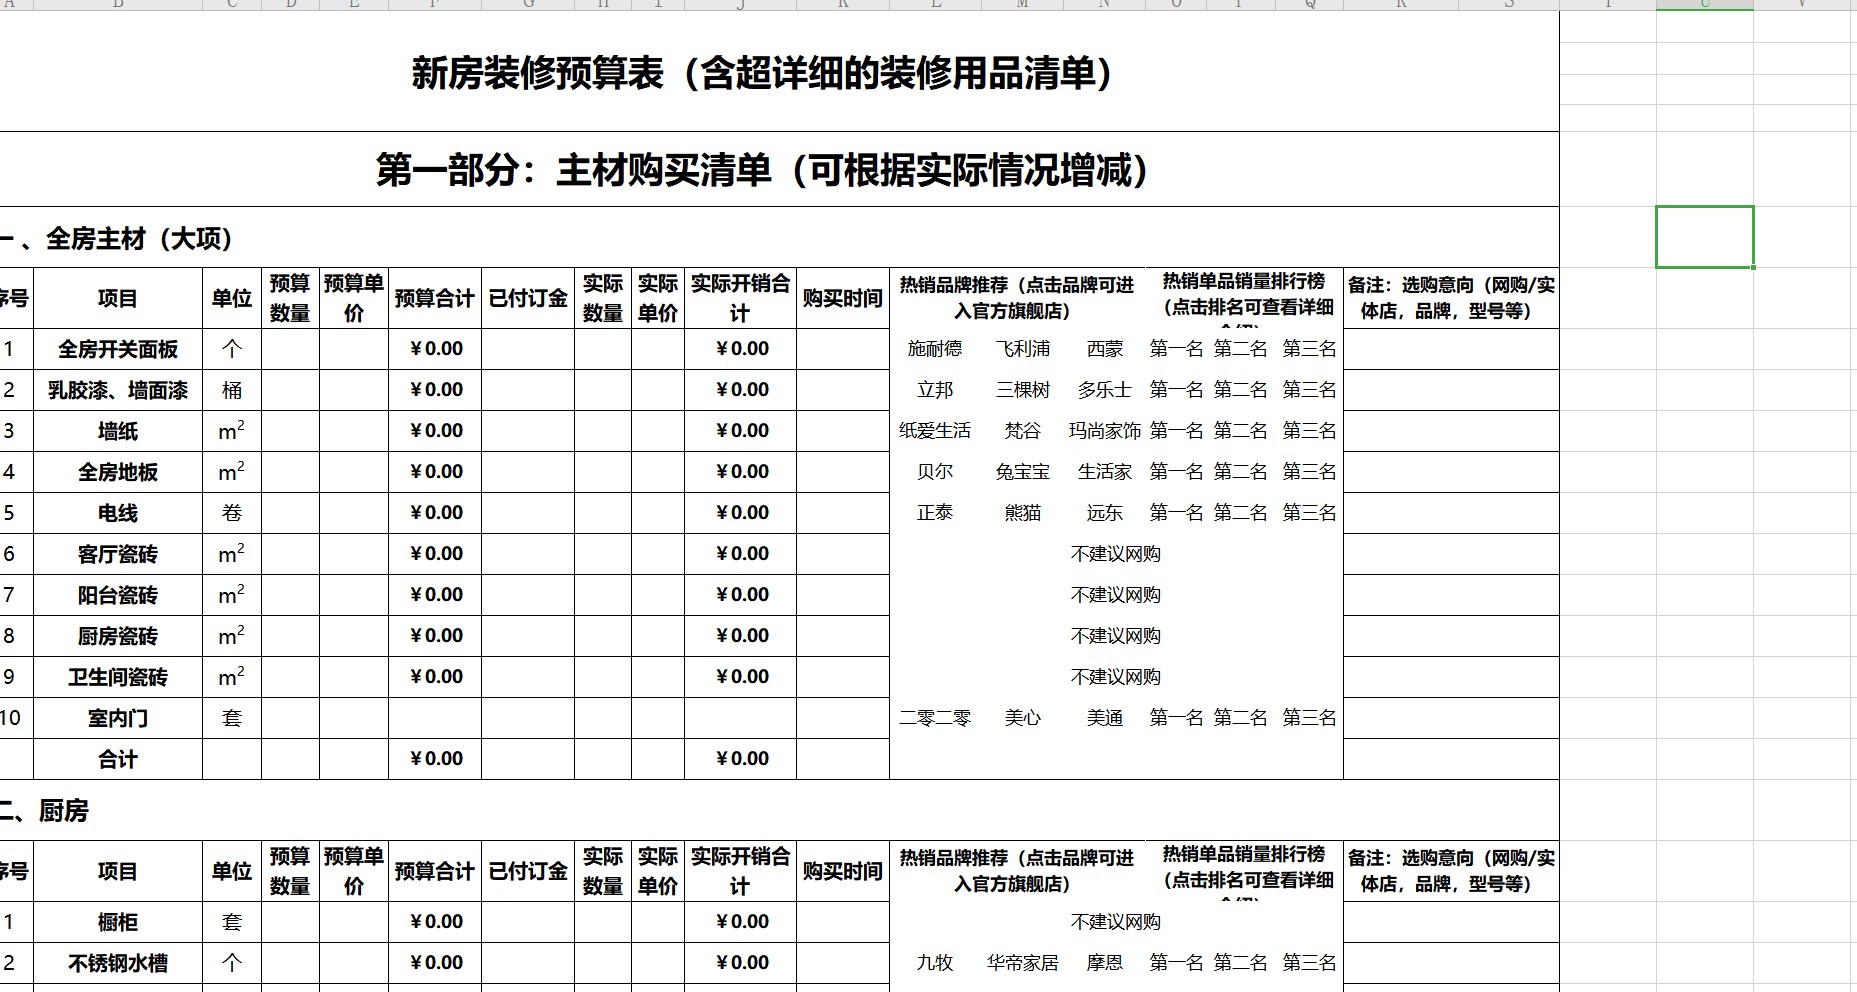 A B C D E F G H I J K L M N O P Q R S T U V
新房装修预算表（含超详细的装修用品清单）
第一部分：主材购买清单（可根据实际情况增减）
一、全房主材（大项）
序号 项目 单位 预算数量 预算单价 预算合计 已付订金 实际数量 实际单价 实际开销合计 购买时间 热销品牌推荐（点击品牌可进入官方旗舰店） 热销单品销量排行榜（点击排名可查看详细介绍） 备注：选购意向（网购/实体店，品牌，型号等）
1 全房开关面板 个 ￥0.00 ￥0.00 施耐德 飞利浦 西蒙 第一名 第二名 第三名
2 乳胶漆、墙面漆 桶 ￥0.00 ￥0.00 立邦 三棵树 多乐士 第一名 第二名 第三名
3 墙纸 m² ￥0.00 ￥0.00 纸爱生活 梵谷 玛尚家饰 第一名 第二名 第三名
4 全房地板 m² ￥0.00 ￥0.00 贝尔 兔宝宝 生活家 第一名 第二名 第三名
5 电线 卷 ￥0.00 ￥0.00 正泰 熊猫 远东 第一名 第二名 第三名
6 客厅瓷砖 m² ￥0.00 ￥0.00 不建议网购
7 阳台瓷砖 m² ￥0.00 ￥0.00 不建议网购
8 厨房瓷砖 m² ￥0.00 ￥0.00 不建议网购
9 卫生间瓷砖 m² ￥0.00 ￥0.00 不建议网购
10 室内门 套 二零二零 美心 美通 第一名 第二名 第三名
合计 ￥0.00 ￥0.00
二、厨房
序号 项目 单位 预算数量 预算单价 预算合计 已付订金 实际数量 实际单价 实际开销合计 购买时间 热销品牌推荐（点击品牌可进入官方旗舰店） 热销单品销量排行榜（点击排名可查看详细介绍） 备注：选购意向（网购/实体店，品牌，型号等）
1 橱柜 套 ￥0.00 ￥0.00 不建议网购
2 不锈钢水槽 个 ￥0.00 ￥0.00 九牧 华帝家居 摩恩 第一名 第二名 第三名